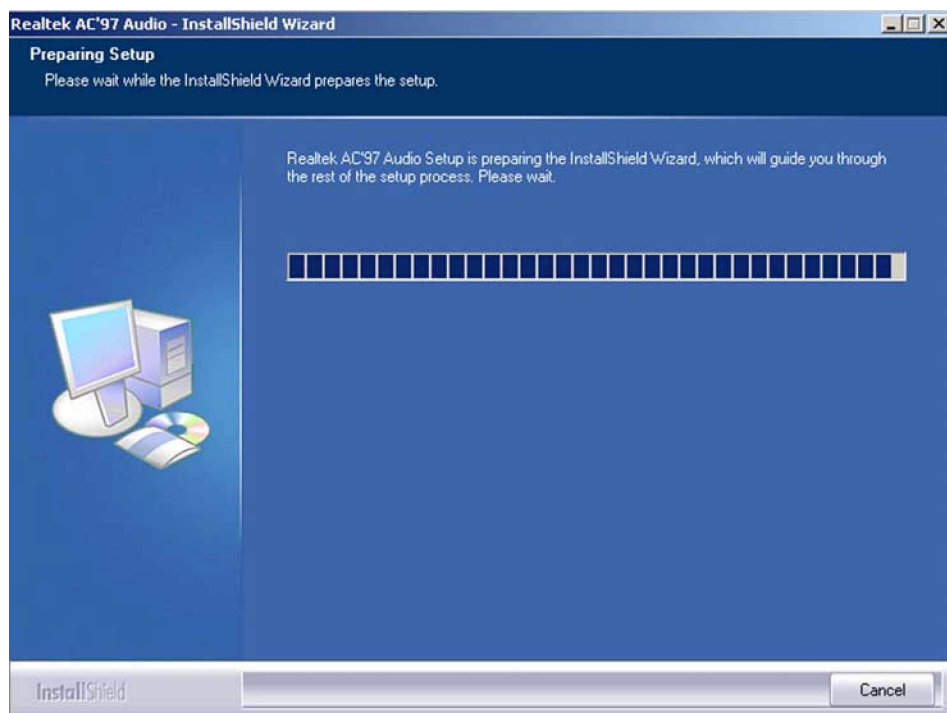 Realtek AC'97 Audio - InstallShield Wizard
Preparing Setup
Please wait while the InstallShield Wizard prepares the setup.
Realtek AC'97 Audio Setup is preparing the InstallShield Wizard, which will guide you through
the rest of the setup process. Please wait.
InstallShield
Cancel